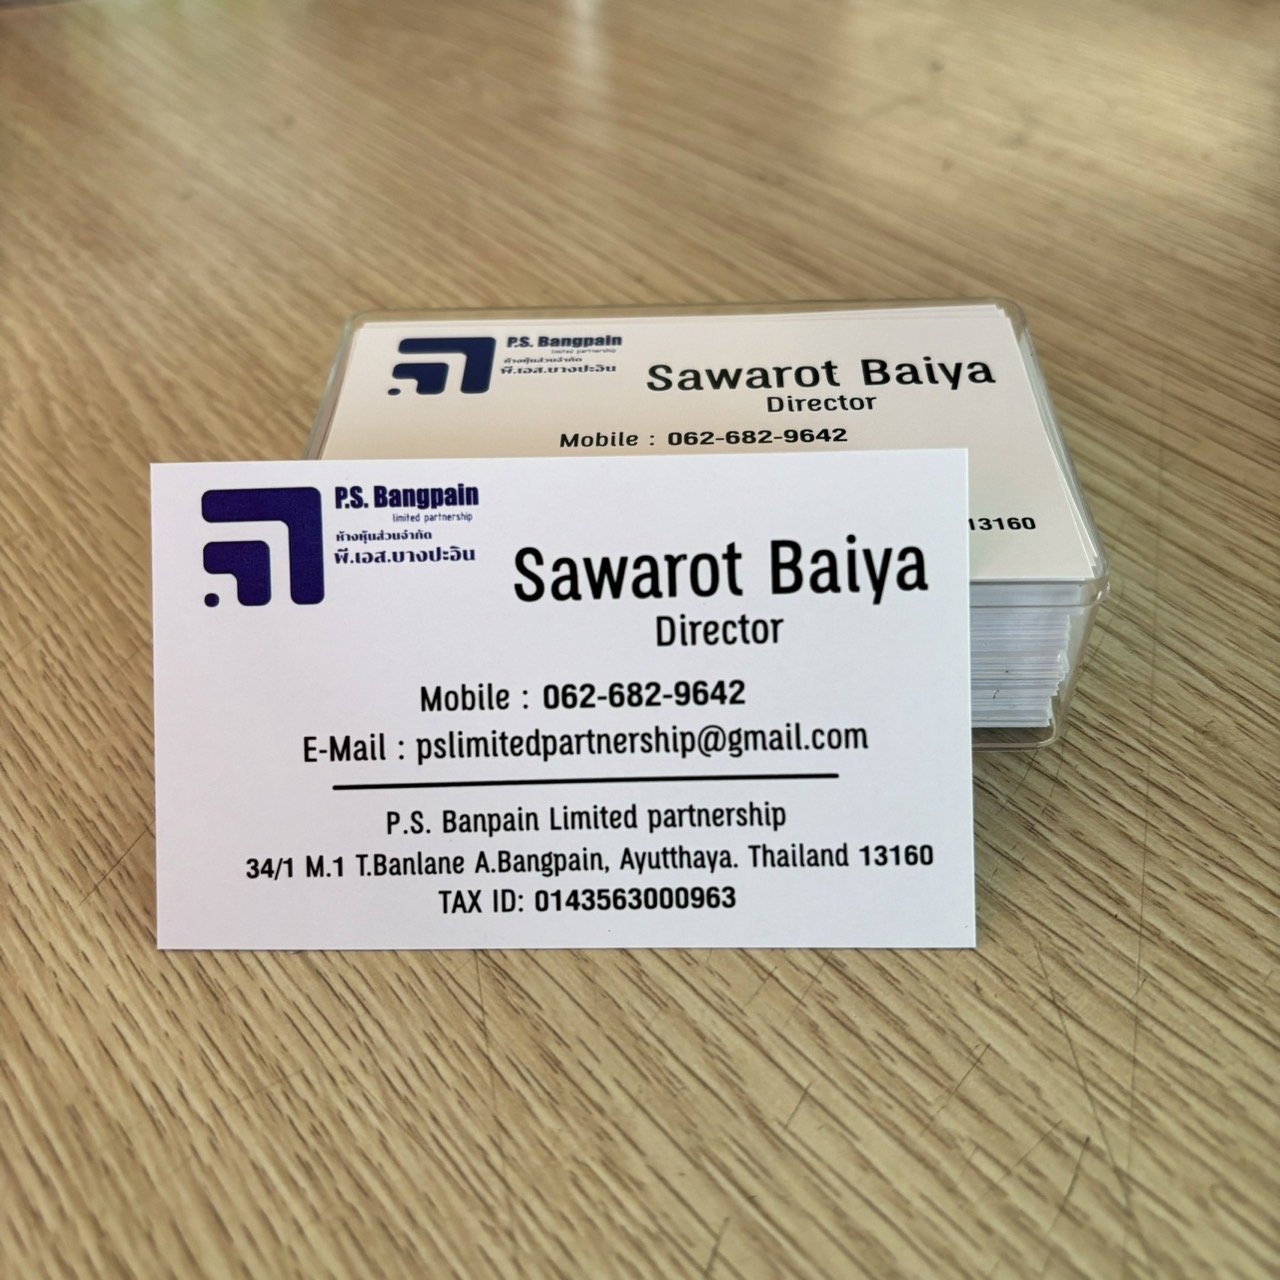 P.S. Bangpain
limited partnership
ห้างหุ้นส่วนจำกัด
พี.เอส.บางปะอิน
Sawarot Baiya
Director
Mobile : 062-682-9642
13160
P.S. Bangpain
limited partnership
ห้างหุ้นส่วนจำกัด
พี.เอส.บางปะอิน
Sawarot Baiya
Director
Mobile : 062-682-9642
E-Mail : pslimitedpartnership@gmail.com
P.S. Banpain Limited partnership
34/1 M.1 T.Banlane A.Bangpain, Ayutthaya. Thailand 13160
TAX ID: 0143563000963